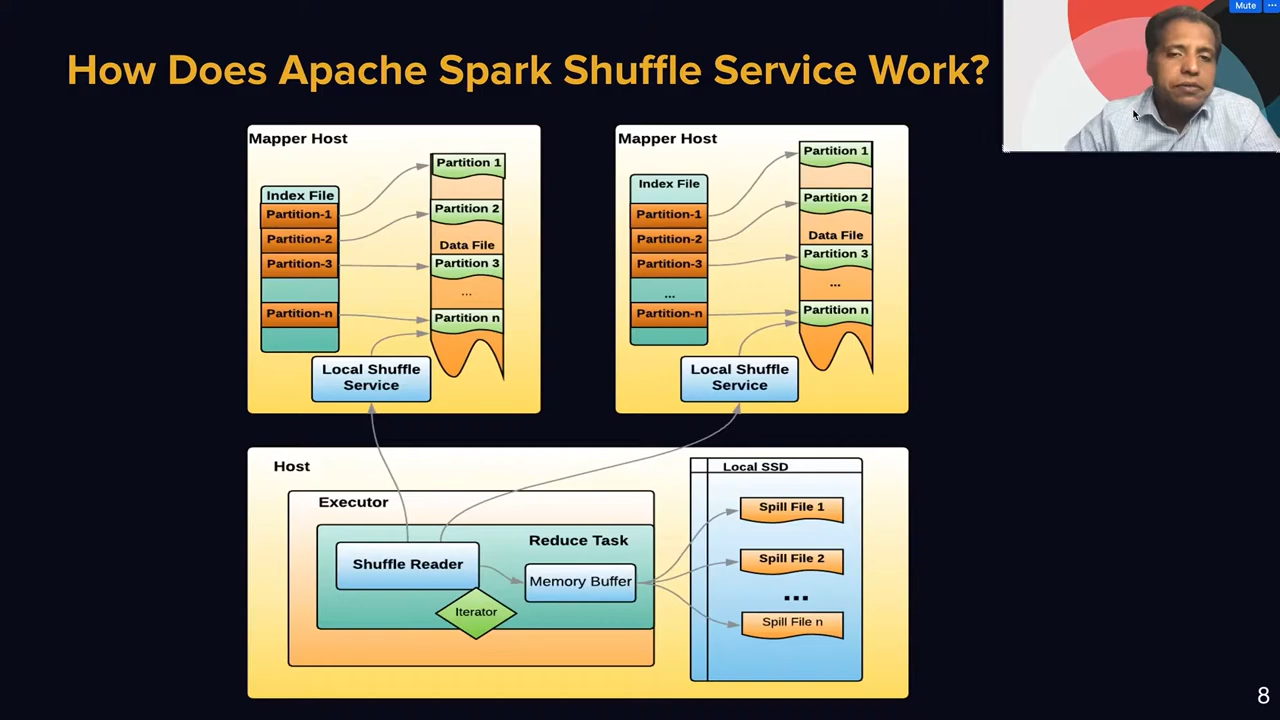 Mute
...
How Does Apache Spark Shuffle Service Work?
Mapper Host
Index File
Partition-1
Partition-2
Partition-3
Partition-n
Partition 1
Partition 2
Data File
Partition 3
...
Partition n
Local Shuffle
Service
Mapper Host
Index File
Partition-1
Partition-2
Partition-3
...
Partition-n
Partition 1
Partition 2
Data File
Partition 3
...
Partition n
Local Shuffle
Service
Host
Executor
Reduce Task
Shuffle Reader
Memory Buffer
Iterator
Local SSD
Spill File 1
Spill File 2
...
Spill File n
8